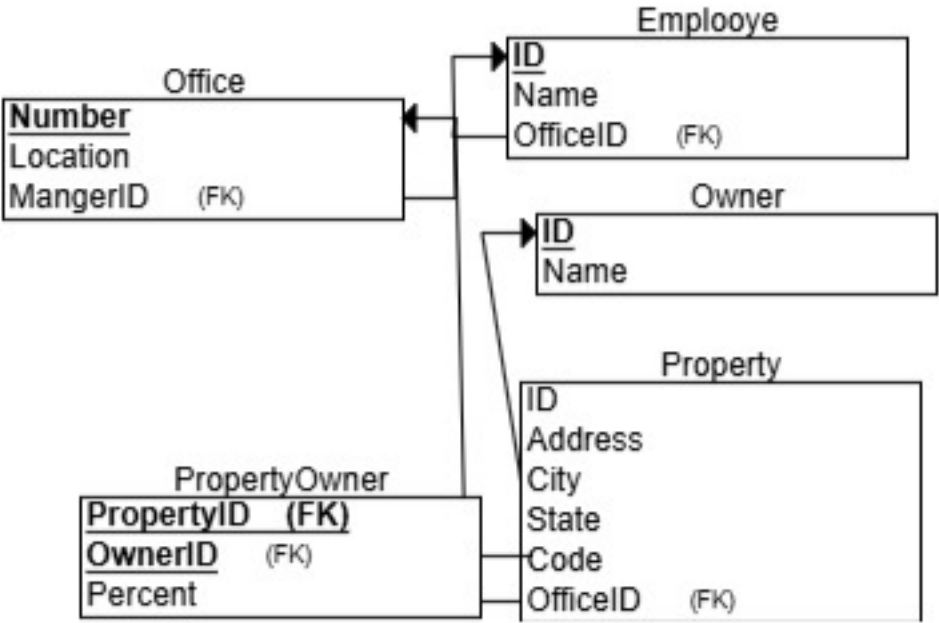 Emplooye
ID
Name
OfficeID (FK)
Office
Number
Location
MangerID (FK)
Owner
ID
Name
Property
ID
Address
City
State
Code
OfficeID (FK)
PropertyOwner
PropertyID (FK)
OwnerID (FK)
Percent